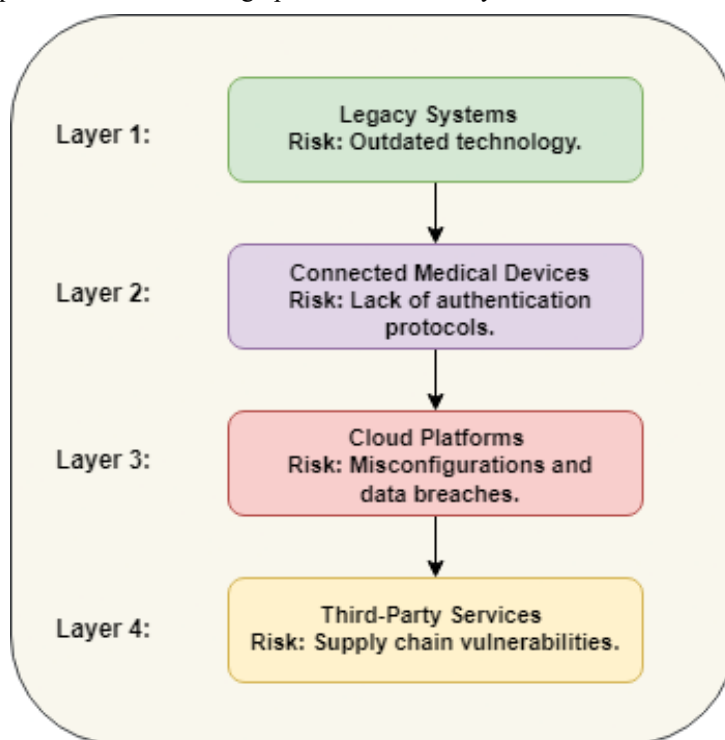 Layer 1:
Legacy Systems
Risk: Outdated technology.
Layer 2:
Connected Medical Devices
Risk: Lack of authentication
protocols.
Layer 3:
Cloud Platforms
Risk: Misconfigurations and
data breaches.
Layer 4:
Third-Party Services
Risk: Supply chain vulnerabilities.